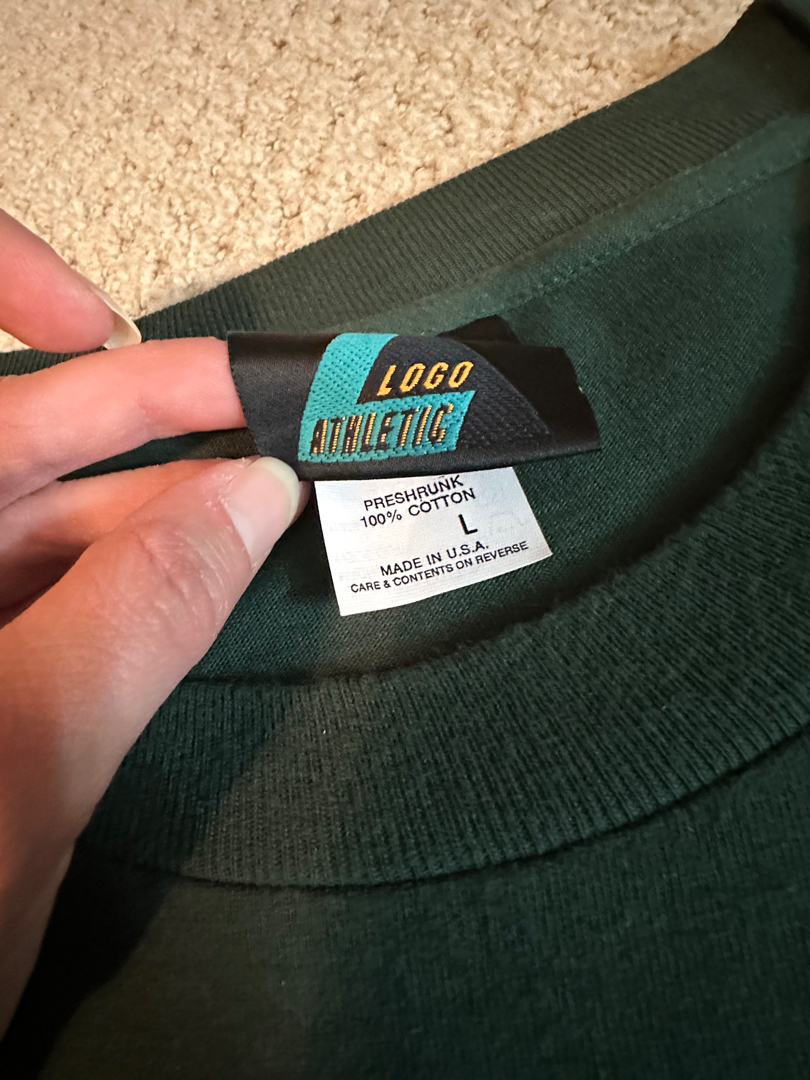 LOGO
ATHLETIC
PRESHRUNK
100% COTTON
L
MADE IN U.S.A.
CARE & CONTENTS ON REVERSE